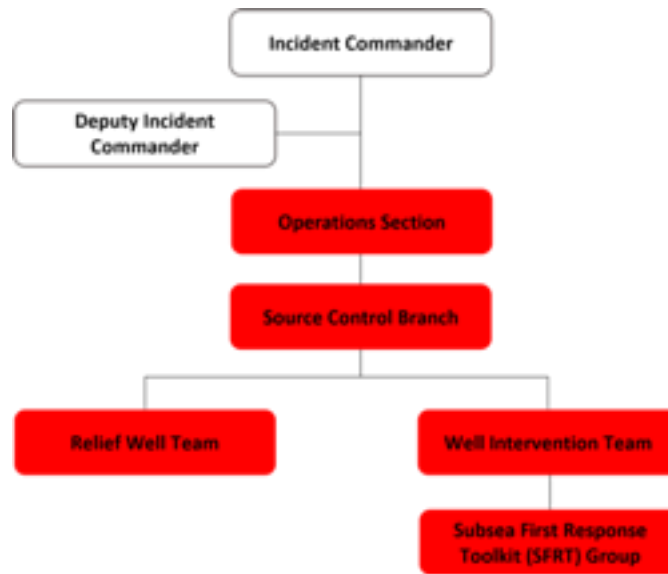 Incident Commander
Deputy Incident
Commander
Operations Section
Source Control Branch
Relief Well Team
Well Intervention Team
Subsea First Response
Toolkit (SFRT) Group